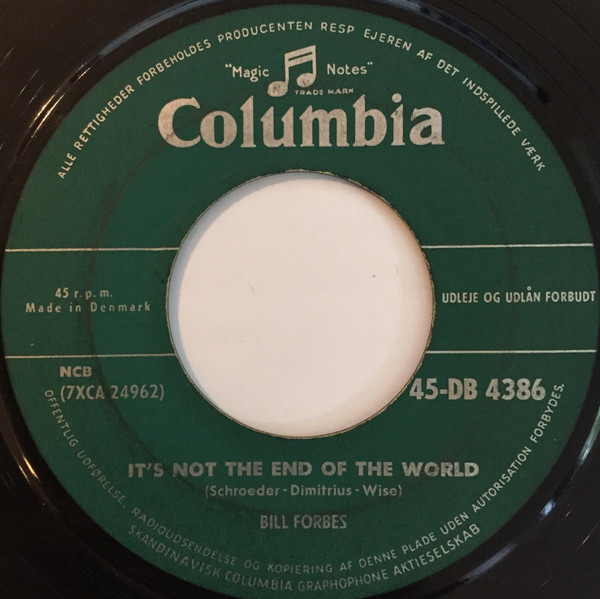 ALLE RETTIGHEDER FORBEHOLDES PRODUCENTEN RESP EJEREN AF DET INDSPILLEDE VÆRK
"Magic Notes"
TRADE MARK
Columbia
45 r.p.m.
Made in Denmark
UDLEJE OG UDLÅN FORBUDT
NCB
(7XCA 24962)
45-DB 4386
IT'S NOT THE END OF THE WORLD
(Schroeder-Dimitrius-Wise)
BILL FORBES
OFFENTLIG UDFØRELSE, RADIOUDSENDELSE OG KOPIERING AF DENNE PLADE UDEN AUTORISATION FORBYDES.
SKANDINAVISK COLUMBIA GRAPHOPHONE AKTIESELSKAB